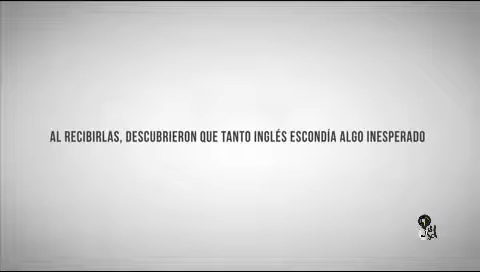 AL RECIBIRLAS, DESCUBRIERON QUE TANTO INGLÉS ESCONDÍA ALGO INESPERADO